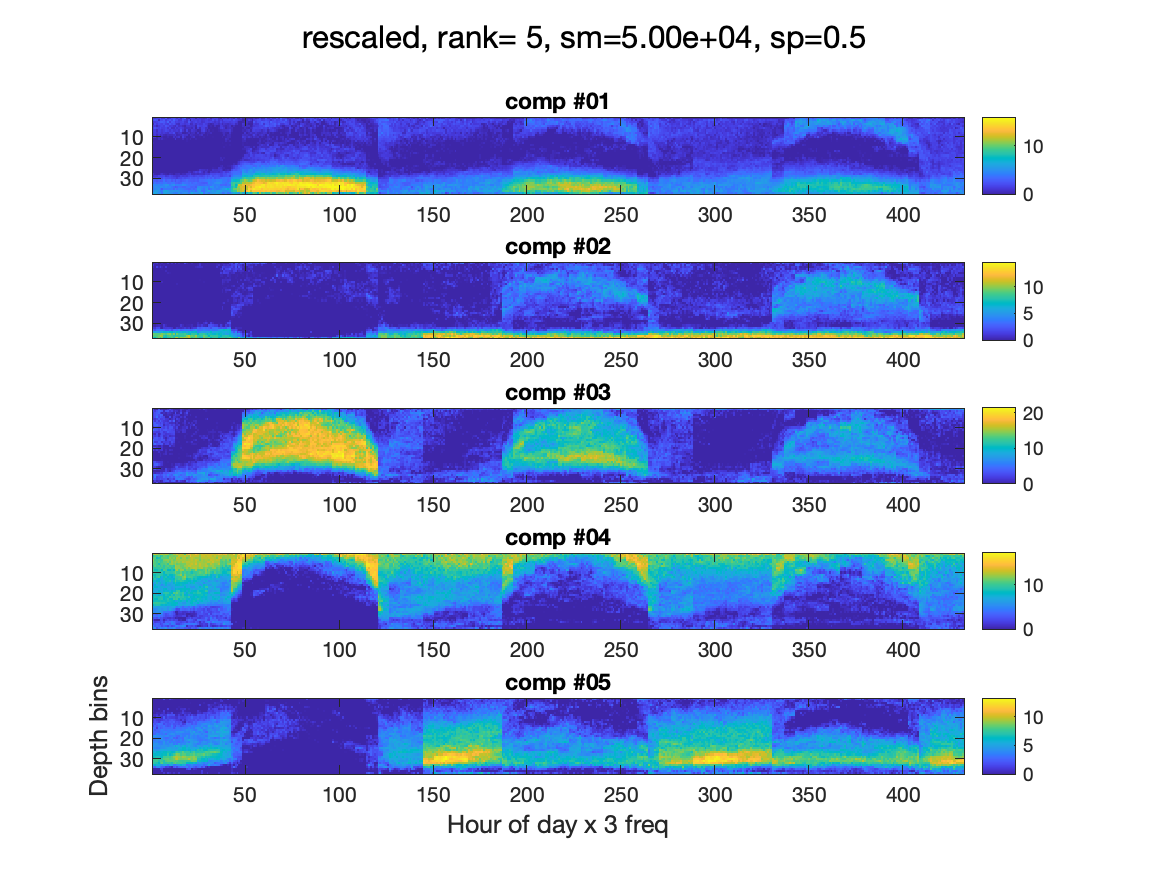 rescaled, rank= 5, sm=5.00e+04, sp=0.5
comp #01
10
20
30
50 100 150 200 250 300 350 400
10
0
comp #02
10
20
30
50 100 150 200 250 300 350 400
10
5
0
comp #03
10
20
30
50 100 150 200 250 300 350 400
20
10
0
comp #04
10
20
30
50 100 150 200 250 300 350 400
10
0
comp #05
Depth bins
10
20
30
50 100 150 200 250 300 350 400
10
5
0
Hour of day x 3 freq